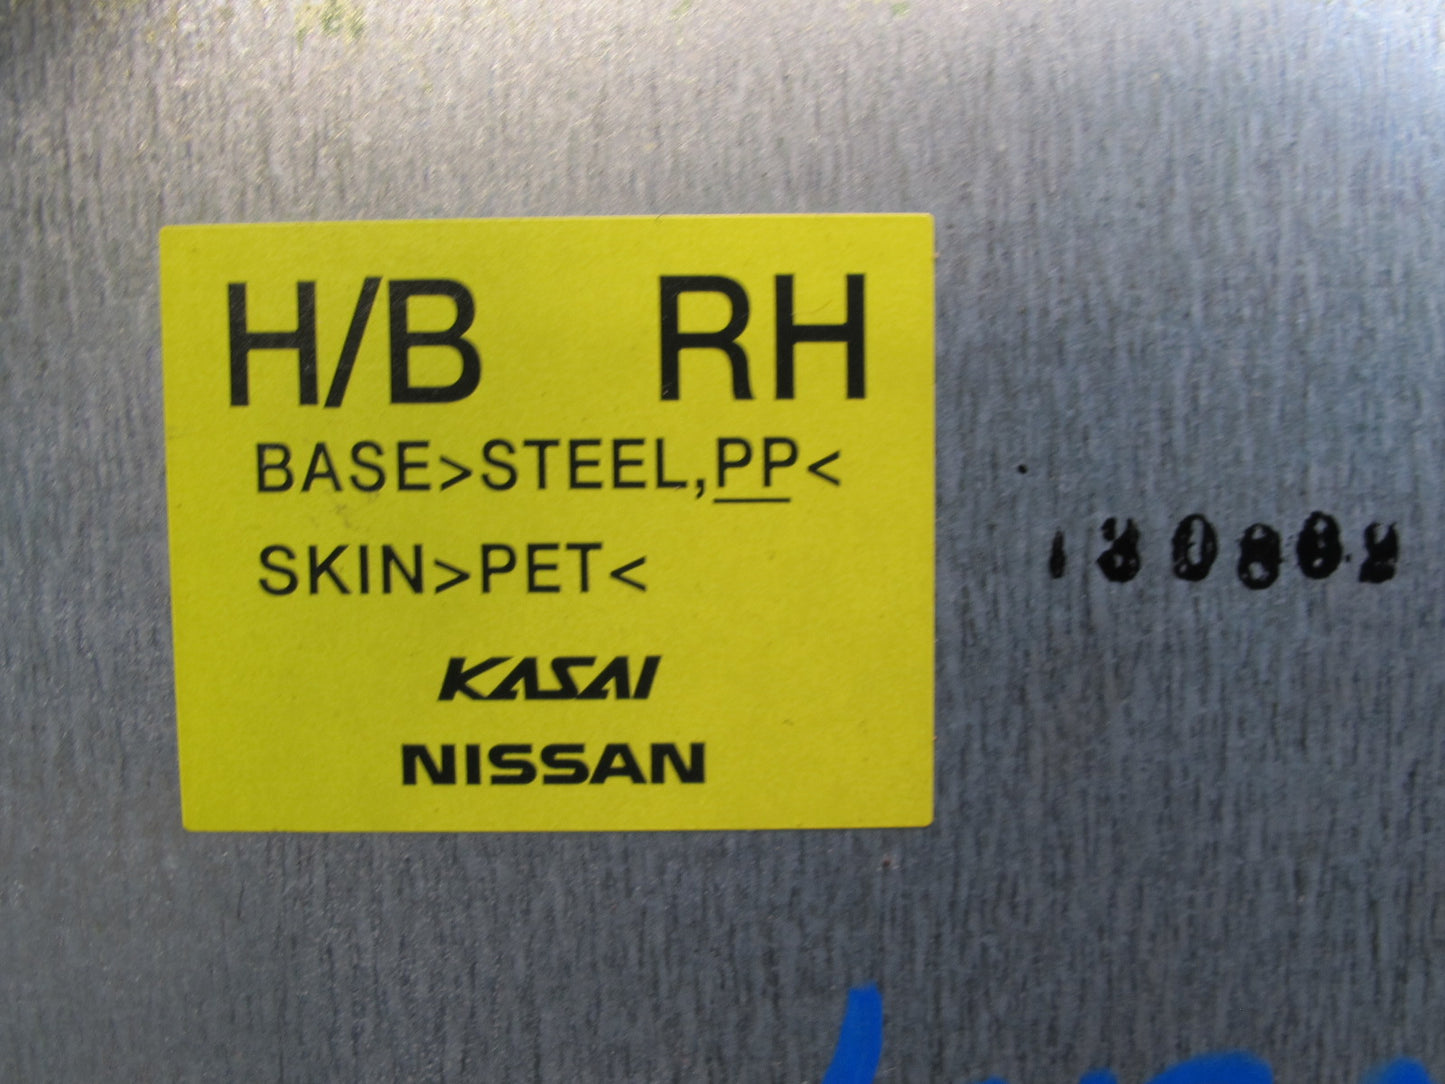 H/B RH
BASE>STEEL,PP<
SKIN>PET<
KASAI
NISSAN